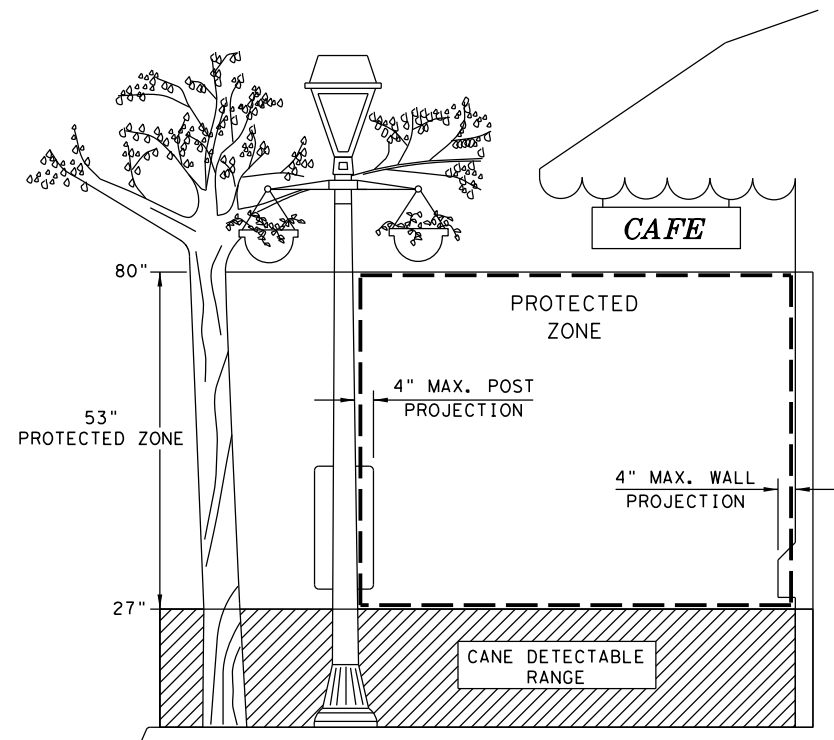 CAFE
80"
PROTECTED
ZONE
4" MAX. POST
PROJECTION
53"
PROTECTED ZONE
4" MAX. WALL
PROJECTION
27"
CANE DETECTABLE
RANGE